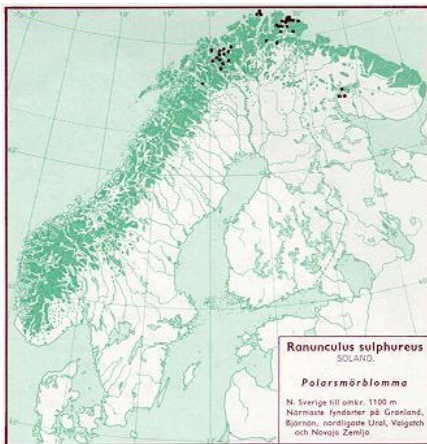 Ranunculus sulphureus
SOLAND.
Polarsmörblomma
N. Sverige till omkr. 1100 m
Närmaste fyndorter på Grönland,
Björnön, nordligaste Ural, Vaigatch
och Novaja Zemlja